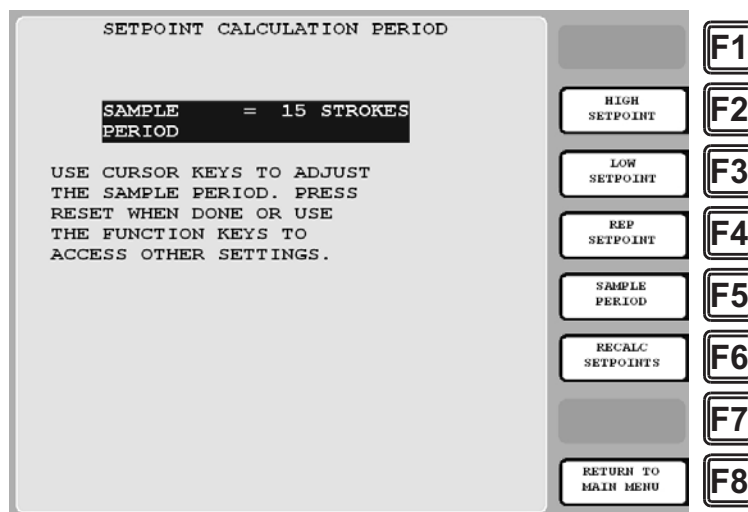 SETPOINT CALCULATION PERIOD
SAMPLE = 15 STROKES
PERIOD
USE CURSOR KEYS TO ADJUST
THE SAMPLE PERIOD. PRESS
RESET WHEN DONE OR USE
THE FUNCTION KEYS TO
ACCESS OTHER SETTINGS.
F1
HIGH
SETPOINT
F2
LOW
SETPOINT
F3
REP
SETPOINT
F4
SAMPLE
PERIOD
F5
RECALC
SETPOINTS
F6
F7
RETURN TO
MAIN MENU
F8